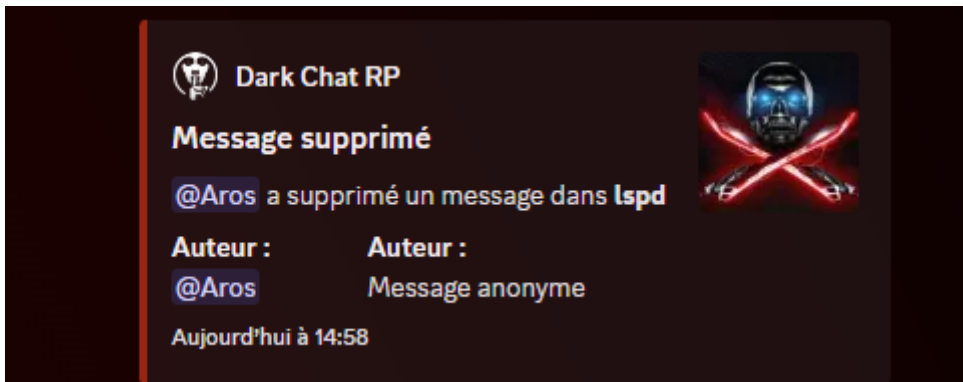 Dark Chat RP
Message supprimé
@Aros a supprimé un message dans lspd
Auteur : Auteur :
@Aros Message anonyme
Aujourd'hui à 14:58